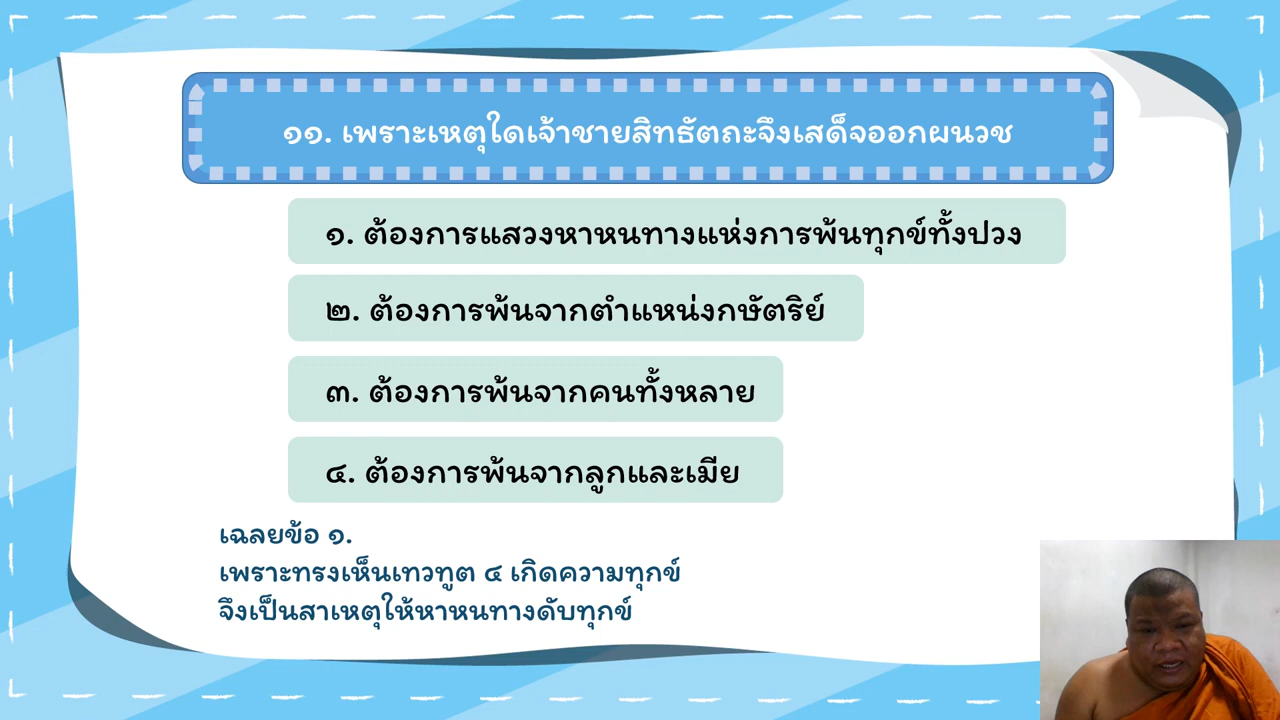 ๑๑. เพราะเหตุใดเจ้าชายสิทธัตถะจึงเสด็จออกผนวช
๑. ต้องการแสวงหาหนทางแห่งการพ้นทุกข์ทั้งปวง
๒. ต้องการพ้นจากตำแหน่งกษัตริย์
๓. ต้องการพ้นจากคนทั้งหลาย
๔. ต้องการพ้นจากลูกและเมีย
เฉลยข้อ ๑.
เพราะทรงเห็นเทวทูต ๔ เกิดความทุกข์
จึงเป็นสาเหตุให้หาหนทางดับทุกข์